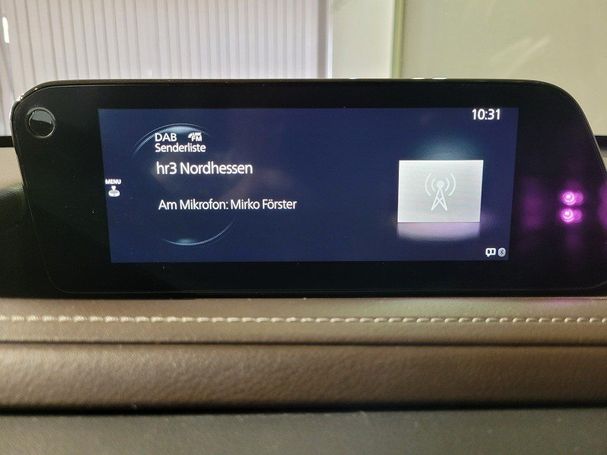 10:31
DAB
Senderliste
hr3 Nordhessen
MENU
Am Mikrofon: Mirko Förster